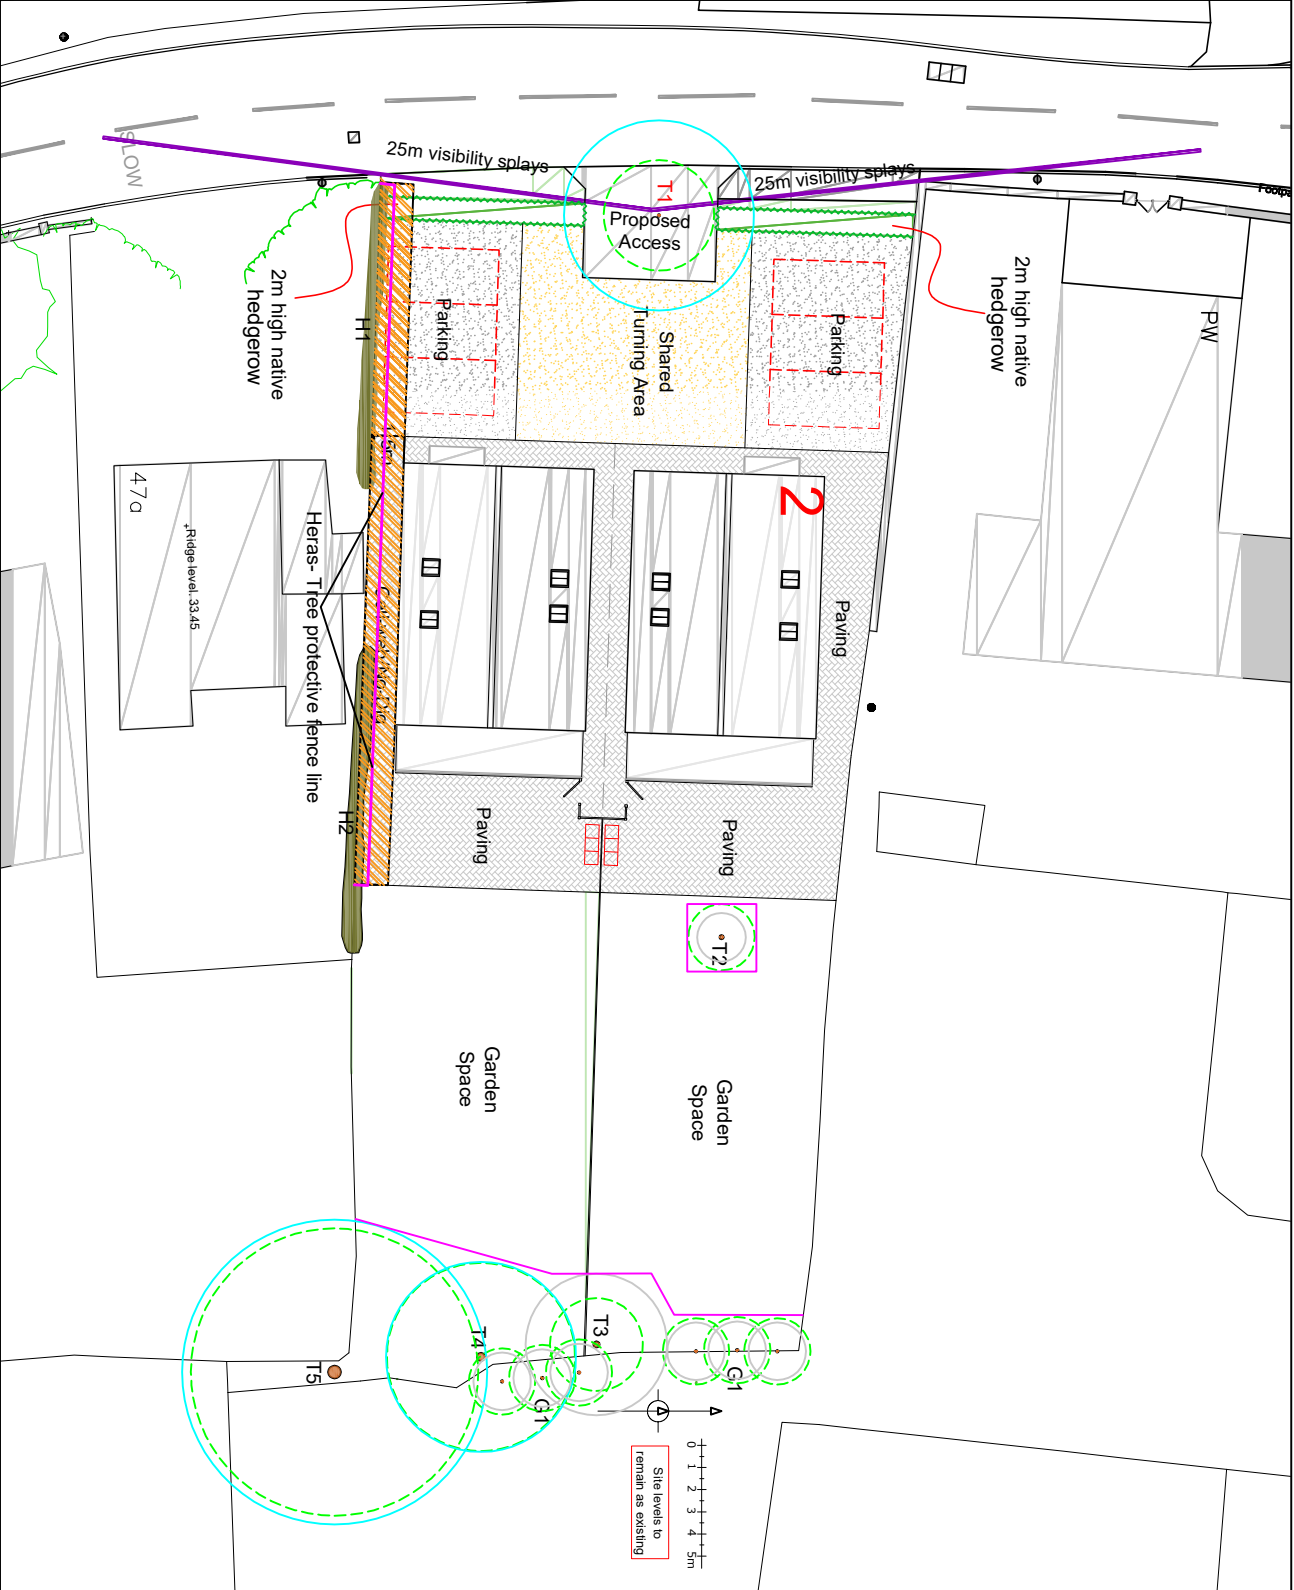 SLOW
25m visibility splays
25m visibility splays
T1
Proposed
Access
2m high native
hedgerow
2m high native
hedgerow
H1
Parking
Shared
Turning Area
Parking
PW
47a
+Ridge level. 33.45
2
Paving
Heras- Tree protective fence line
H2
Paving
Paving
T2
Garden
Space
Garden
Space
T3
T4
T5
G1
G1
0 1 2 3 4 5m
Site levels to
remain as existing